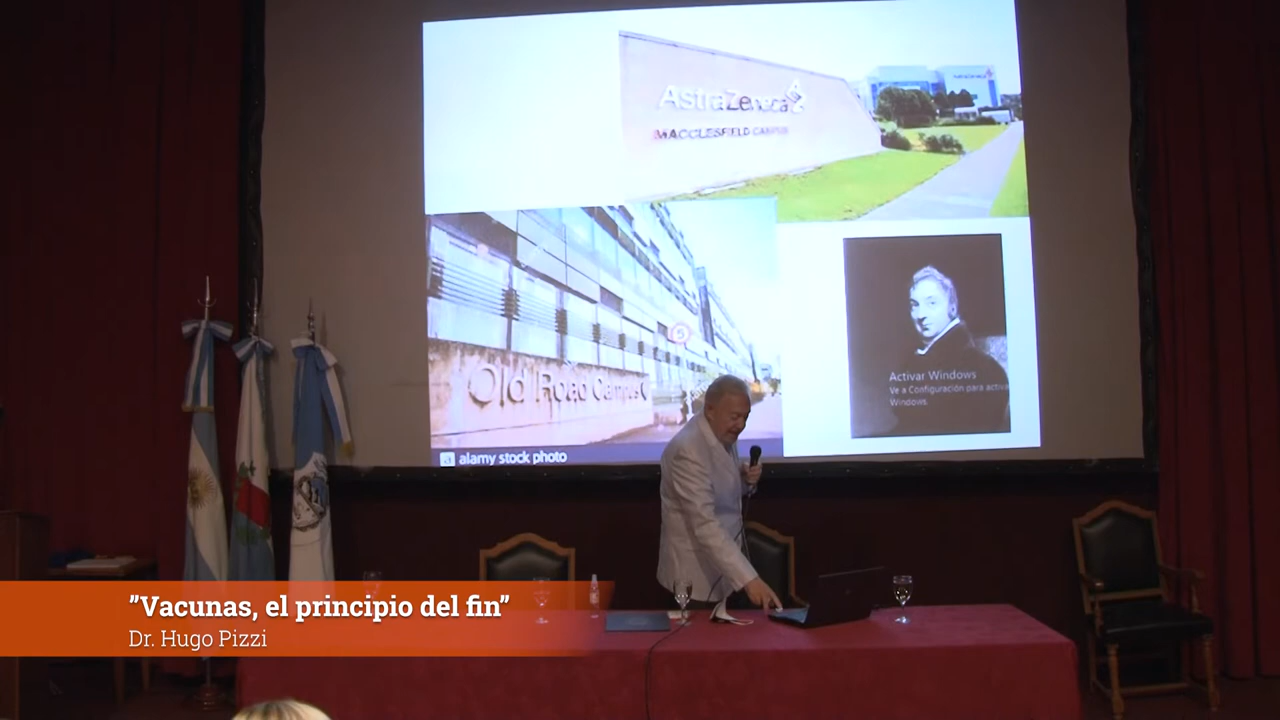 AstraZeneca
MACCLESFIELD CAMPUS
Old Road Campus
alamy stock photo
Activar Windows
Ve a Configuración para activa
Windows.
"Vacunas, el principio del fin"
Dr. Hugo Pizzi